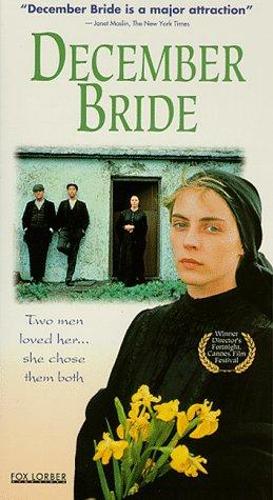 "December Bride is a major attraction"
—Janet Maslin, The New York Times
DECEMBER
BRIDE
Two men
loved her...
she chose
them both
Winner
Director's
Fortnight,
Cannes Film
Festival
FOX LORBER